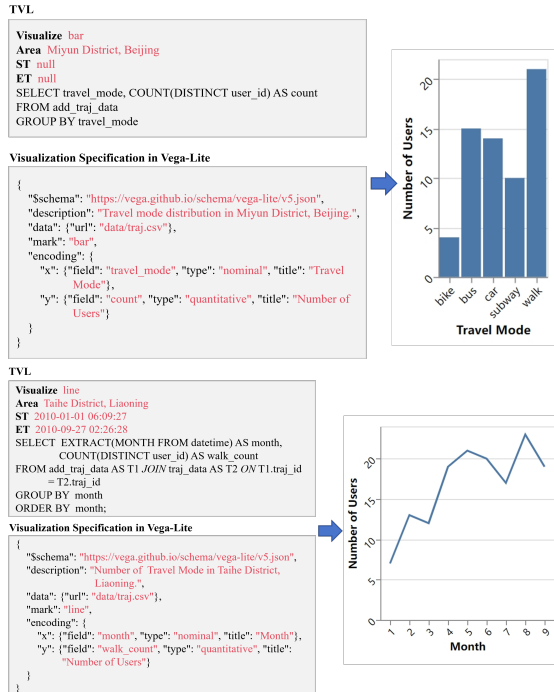 TVL
Visualize bar
Area Miyun District, Beijing
ST null
ET null
SELECT travel_mode, COUNT(DISTINCT user_id) AS count
FROM add_traj_data
GROUP BY travel_mode
Visualization Specification in Vega-Lite
{
"$schema": "https://vega.github.io/schema/vega-lite/v5.json",
"description": "Travel mode distribution in Miyun District, Beijing.",
"data": {"url": "data/traj.csv"},
"mark": "bar",
"encoding": {
"x": {"field": "travel_mode", "type": "nominal", "title": "Travel
Mode"},
"y": {"field": "count", "type": "quantitative", "title": "Number of
Users"}
}
}
Number of Users
20
15
10
5
0
bike
bus
car
subway
walk
Travel Mode
TVL
Visualize line
Area Taihe District, Liaoning
ST 2010-01-01 06:09:27
ET 2010-09-27 02:26:28
SELECT EXTRACT(MONTH FROM datetime) AS month,
COUNT(DISTINCT user_id) AS walk_count
FROM add_traj_data AS T1 JOIN traj_data AS T2 ON T1.traj_id
= T2.traj_id
GROUP BY month
ORDER BY month;
Visualization Specification in Vega-Lite
{
"$schema": "https://vega.github.io/schema/vega-lite/v5.json",
"description": "Number of Travel Mode in Taihe District,
Liaoning.",
"data": {"url": "data/traj.csv"},
"mark": "line",
"encoding": {
"x": {"field": "month", "type": "nominal", "title": "Month"},
"y": {"field": "walk_count", "type": "quantitative", "title":
"Number of Users"}
}
}
Number of Users
20
15
10
5
0
1 2 3 4 5 6 7 8 9
Month